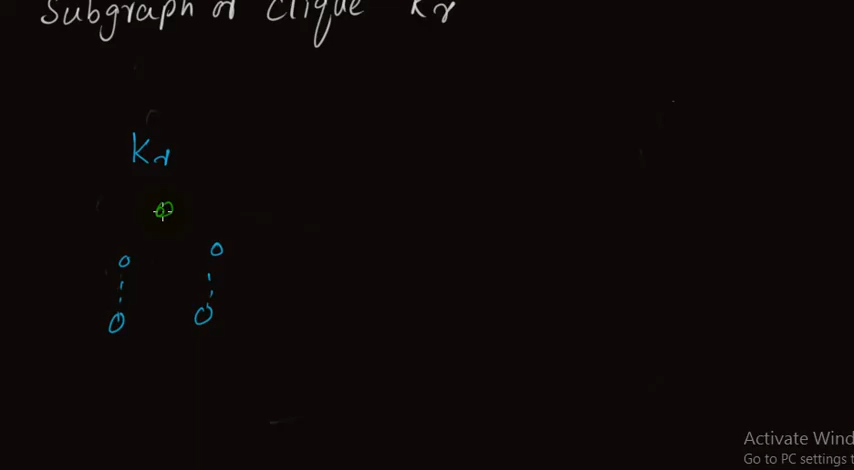 Subgraph of Clique Kr
Kr
Activate Wind
Go to PC settings t